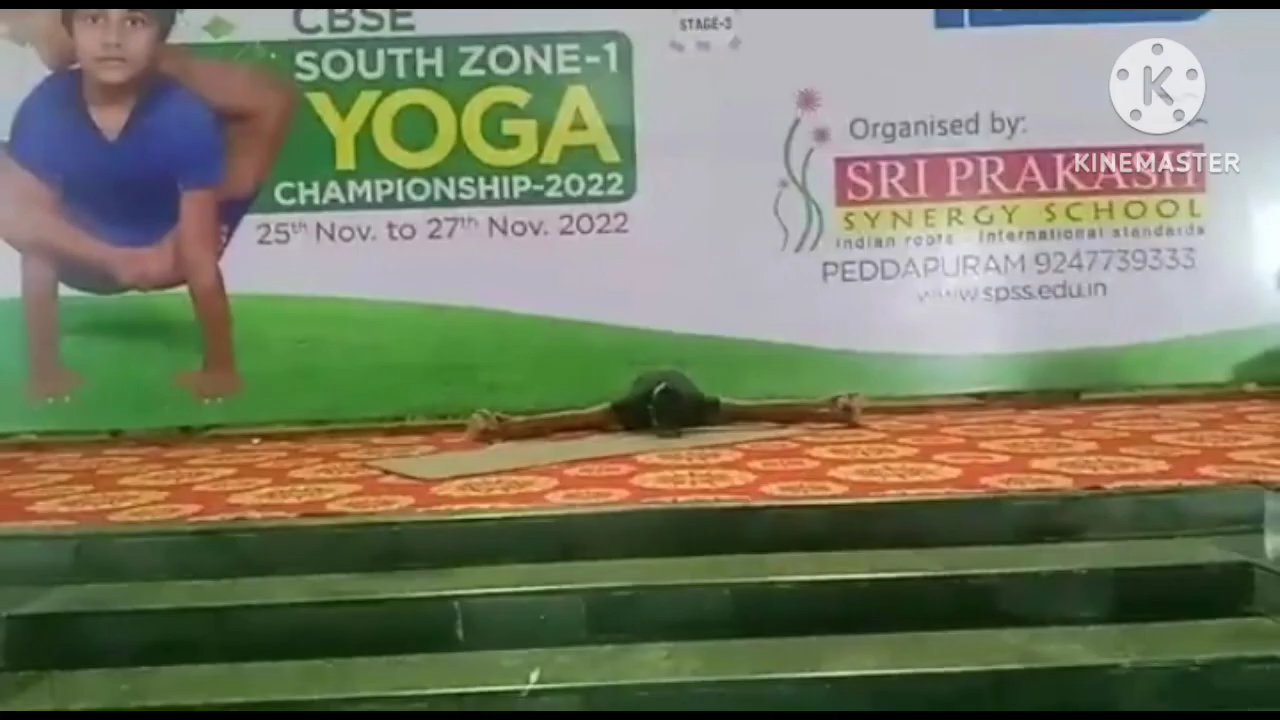 CBSE
SOUTH ZONE-1
YOGA
CHAMPIONSHIP-2022
25th Nov. to 27th Nov. 2022
STAGE-3
K
KINEMASTER
Organised by:
SRI PRAKASH
SYNERGY SCHOOL
Indian roots - International standards
PEDDAPURAM 9247739333
www.spss.edu.in